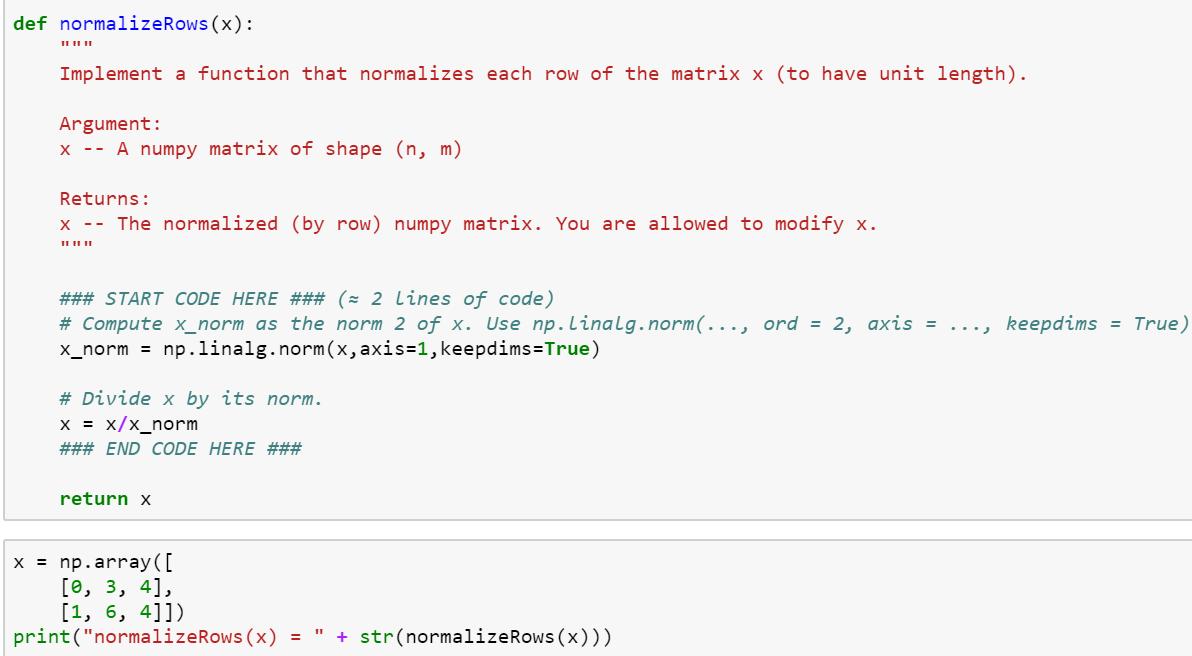 def normalizeRows(x):
    """
    Implement a function that normalizes each row of the matrix x (to have unit length).
    Argument:
    x -- A numpy matrix of shape (n, m)
    Returns:
    x -- The normalized (by row) numpy matrix. You are allowed to modify x.
    """
    ### START CODE HERE ### (≈ 2 lines of code)
    # Compute x_norm as the norm 2 of x. Use np.linalg.norm(..., ord = 2, axis = ..., keepdims = True)
    x_norm = np.linalg.norm(x,axis=1,keepdims=True)
    # Divide x by its norm.
    x = x/x_norm
    ### END CODE HERE ###
    return x
x = np.array([
    [0, 3, 4],
    [1, 6, 4]])
print("normalizeRows(x) = " + str(normalizeRows(x)))